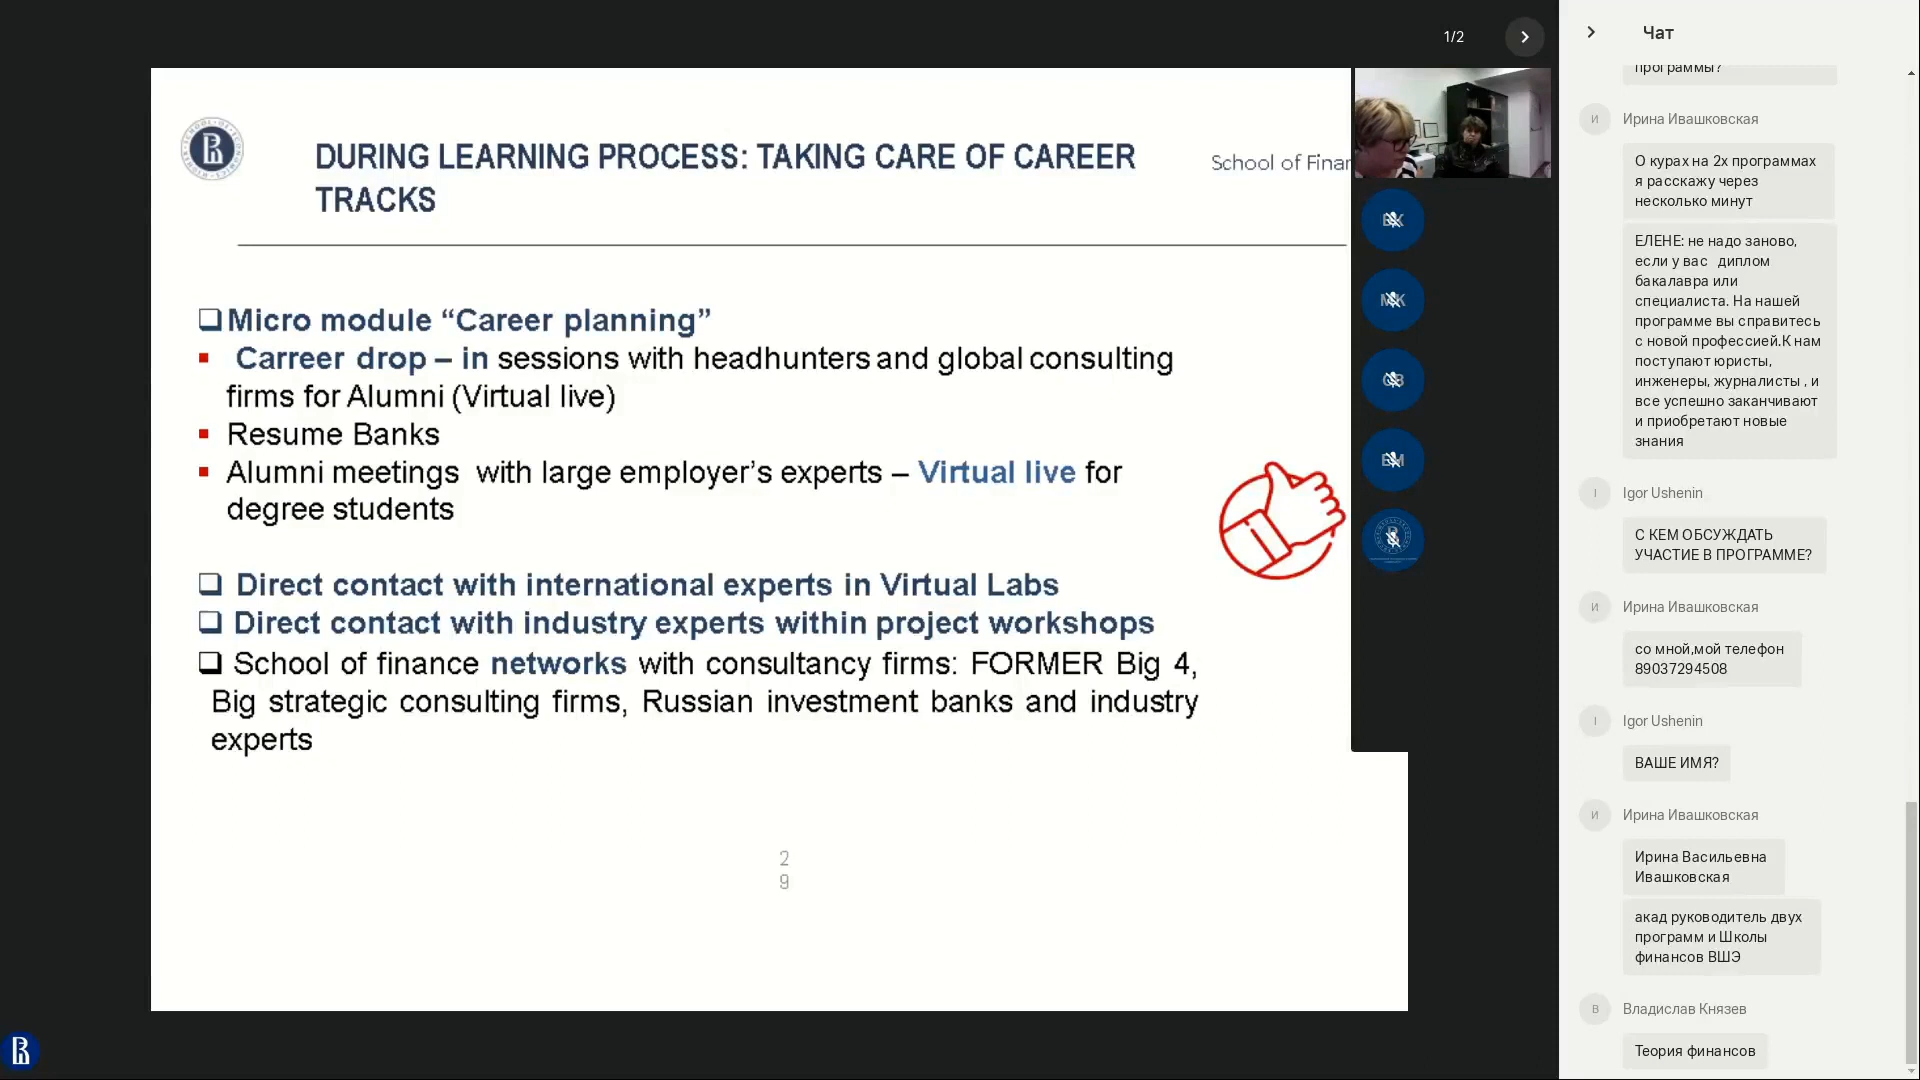 1/2
DURING LEARNING PROCESS: TAKING CARE OF CAREER
TRACKS
School of Finan
❑Micro module “Career planning”
▪ Carreer drop – in sessions with headhunters and global consulting
firms for Alumni (Virtual live)
▪ Resume Banks
▪ Alumni meetings with large employer’s experts – Virtual live for
degree students
❑ Direct contact with international experts in Virtual Labs
❑ Direct contact with industry experts within project workshops
❑ School of finance networks with consultancy firms: FORMER Big 4,
Big strategic consulting firms, Russian investment banks and industry
experts
2
9
Чат
программы?
И
Ирина Ивашковская
О курах на 2х программах
я расскажу через
несколько минут
ЕЛЕНЕ: не надо заново,
если у вас диплом
бакалавра или
специалиста. На нашей
программе вы справитесь
с новой профессией.К нам
поступают юристы,
инженеры, журналисты , и
все успешно заканчивают
и приобретают новые
знания
I
Igor Ushenin
С КЕМ ОБСУЖДАТЬ
УЧАСТИЕ В ПРОГРАММЕ?
И
Ирина Ивашковская
со мной,мой телефон
89037294508
I
Igor Ushenin
ВАШЕ ИМЯ?
И
Ирина Ивашковская
Ирина Васильевна
Ивашковская
акад руководитель двух
программ и Школы
финансов ВШЭ
В
Владислав Князев
Теория финансов